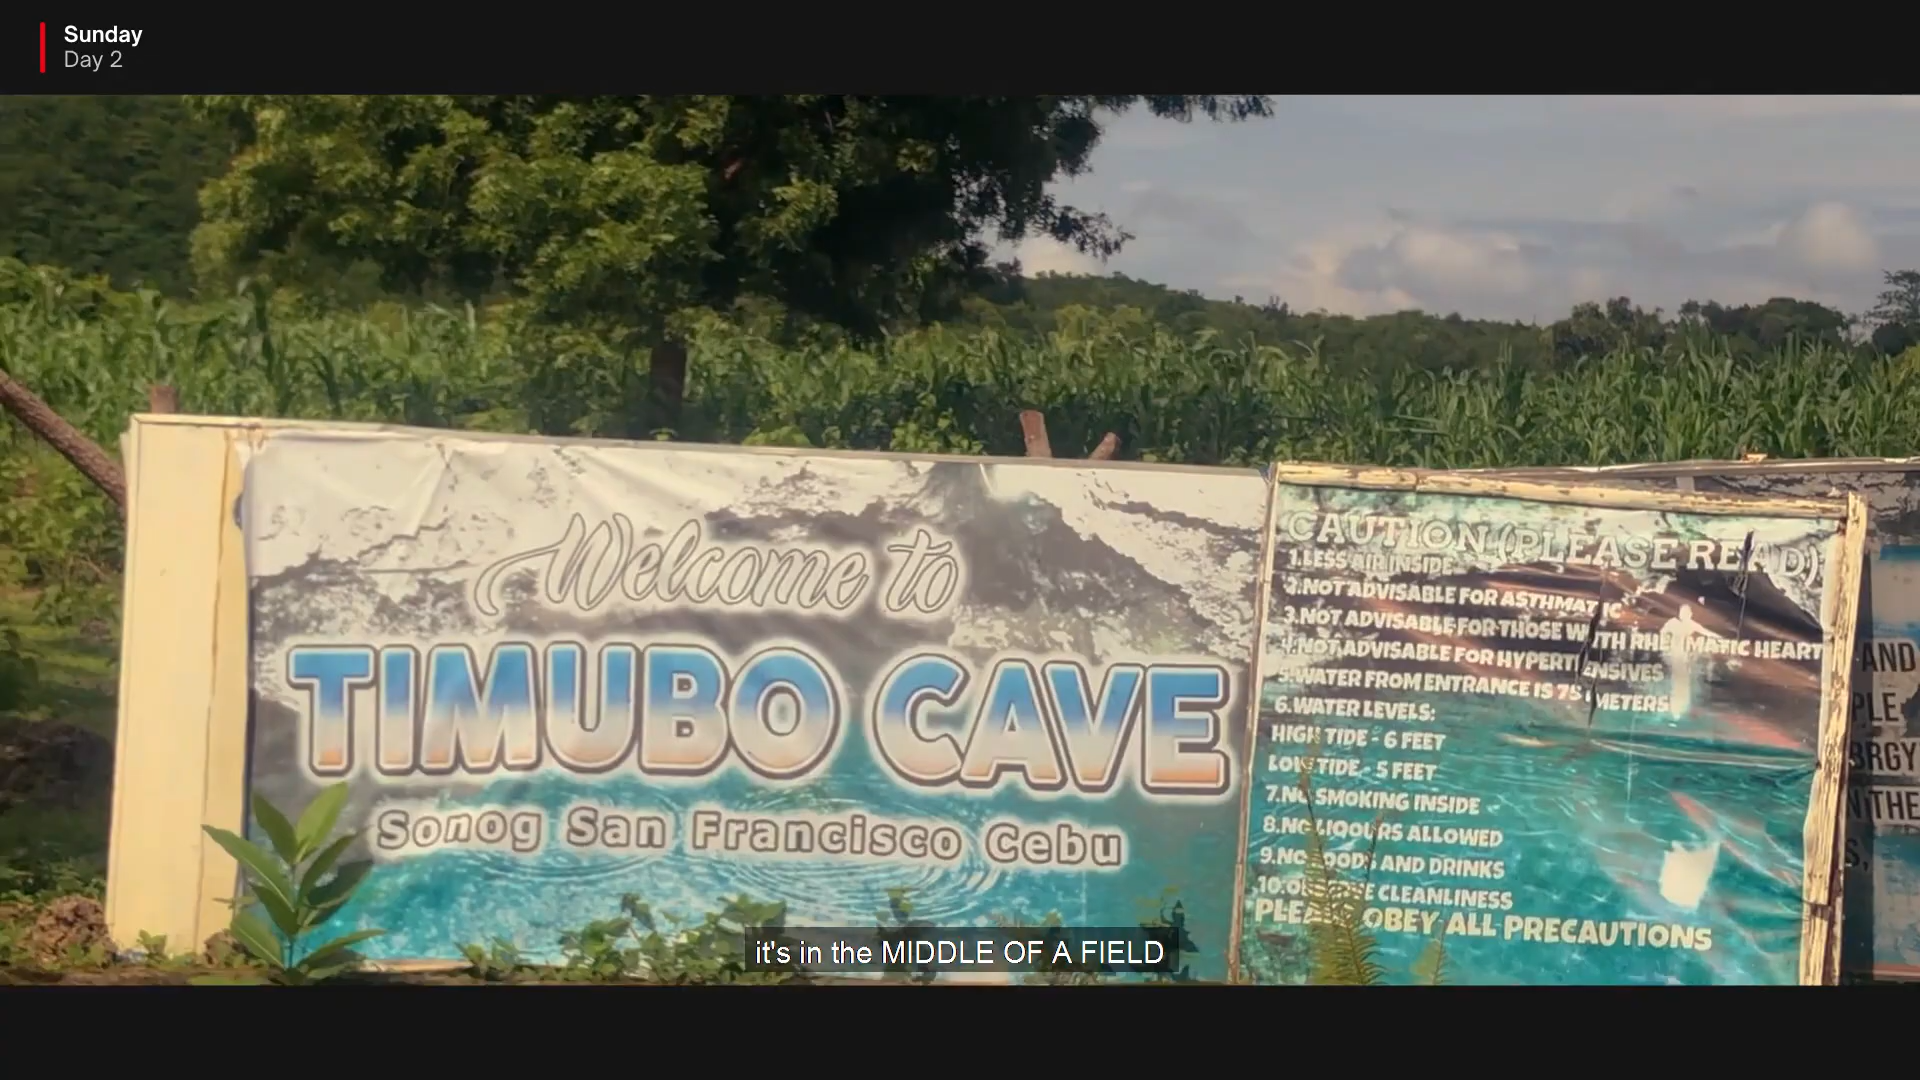 Sunday
Day 2
Welcome to
TIMUBO CAVE
Sonog San Francisco Cebu
CAUTION (PLEASE READ)
1.LESS AIR INSIDE
2.NOT ADVISABLE FOR ASTHMATIC
3.NOT ADVISABLE FOR THOSE WITH RHEUMATIC HEART
4.NOT ADVISABLE FOR HYPERTENSIVES
5.WATER FROM ENTRANCE IS 75 METERS
6.WATER LEVELS:
HIGH TIDE - 6 FEET
LOW TIDE - 5 FEET
7.NO SMOKING INSIDE
8.NO LIQOURS ALLOWED
9.NO FOODS AND DRINKS
10.OBSERVE CLEANLINESS
PLEASE OBEY ALL PRECAUTIONS
AND
PLE
BRGY
N THE
S,
it's in the MIDDLE OF A FIELD